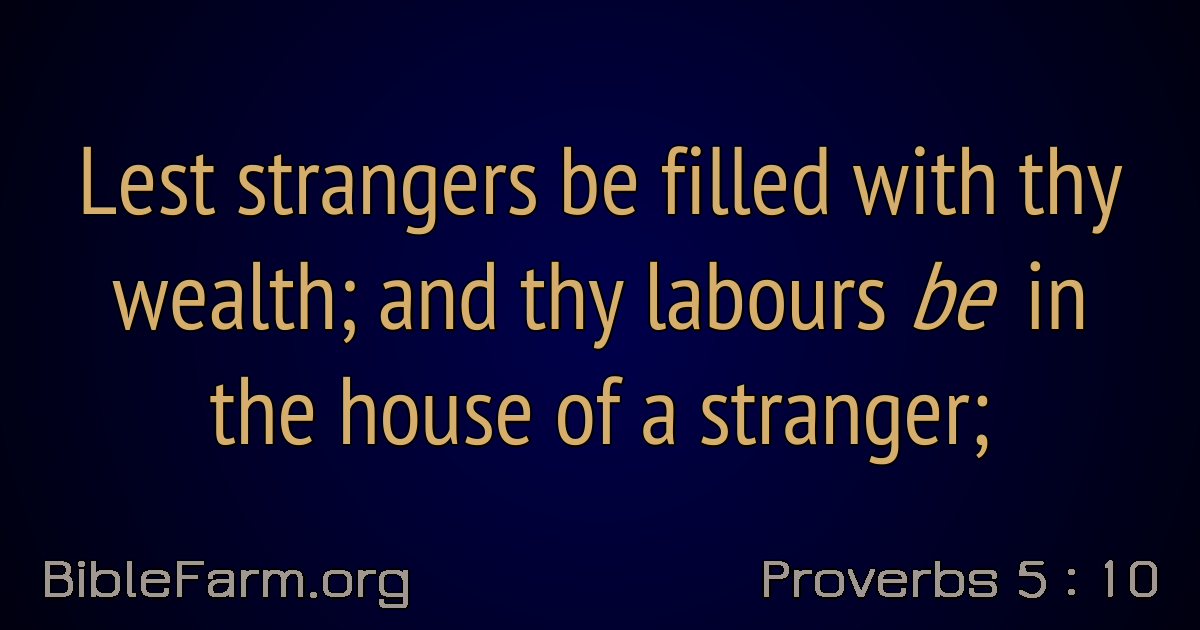 Lest strangers be filled with thy
wealth; and thy labours be in
the house of a stranger;
BibleFarm.org
Proverbs 5 : 10